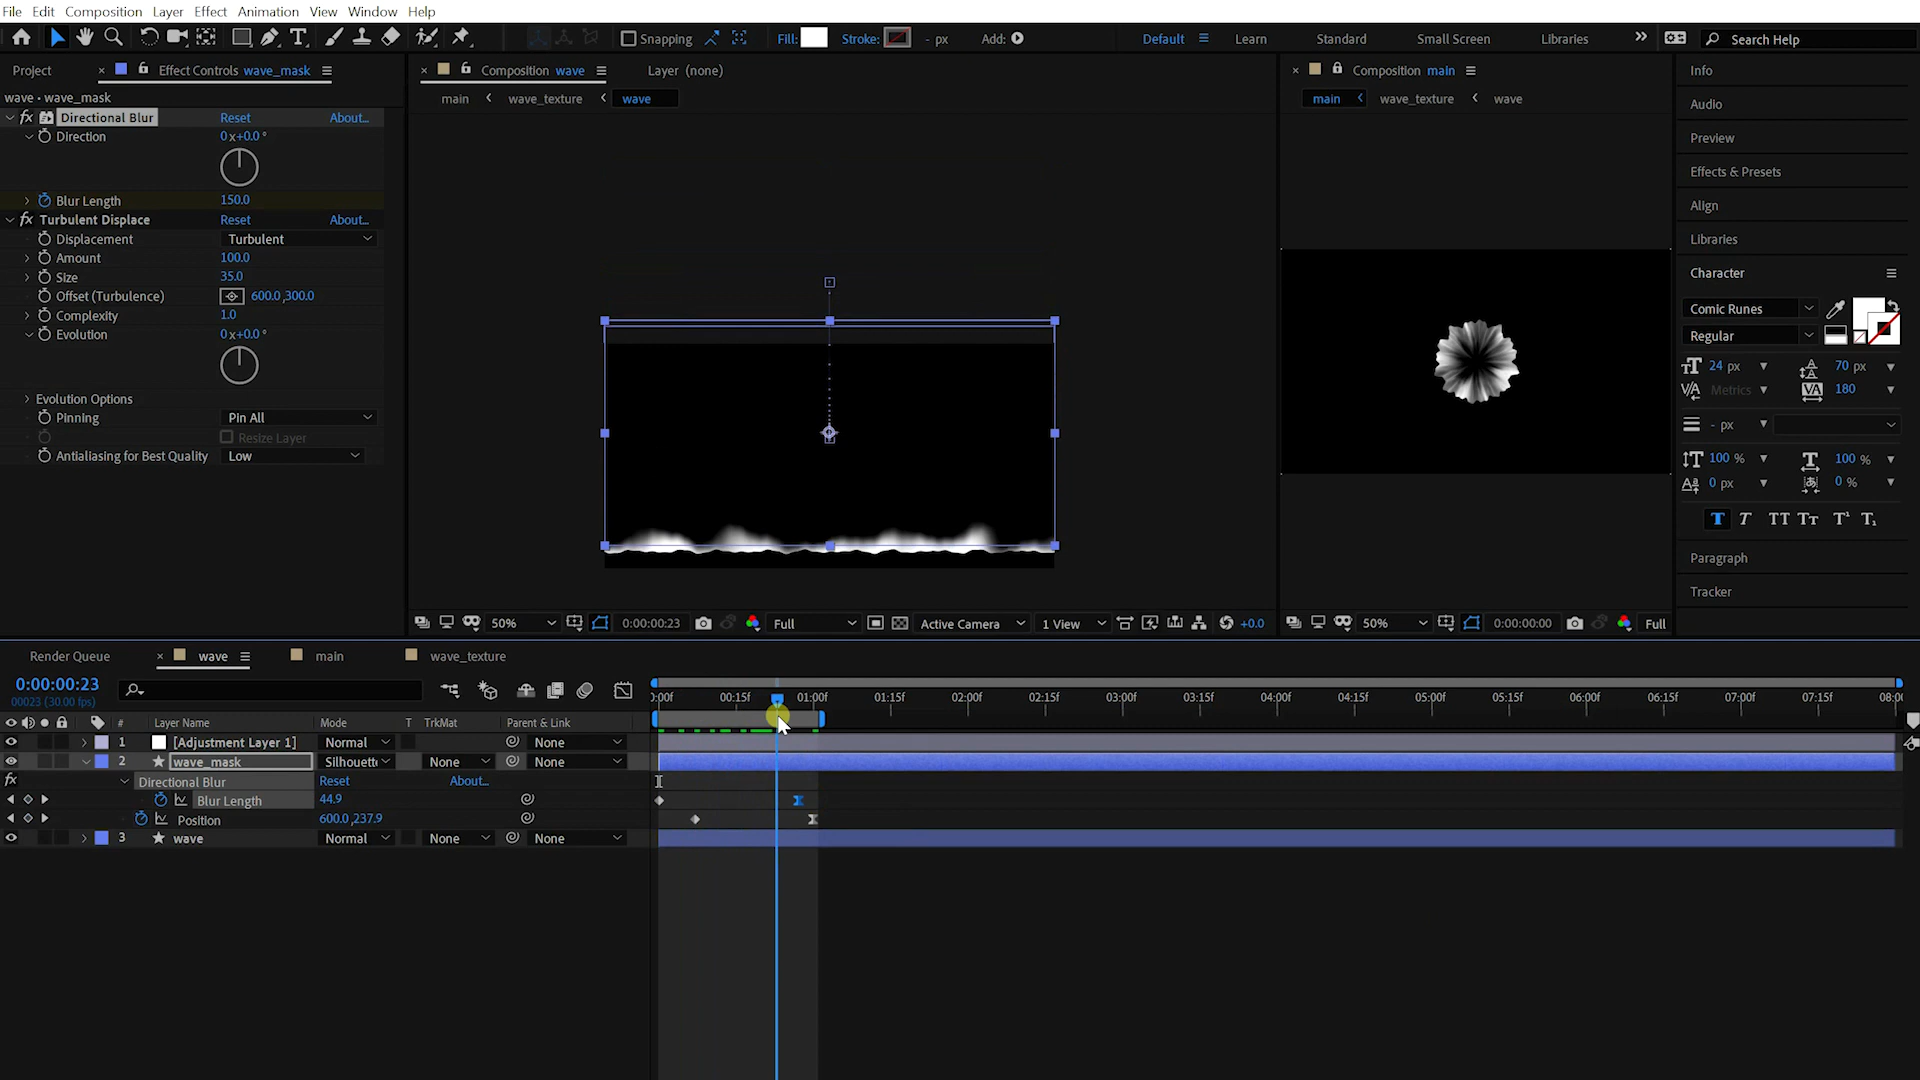 File Edit Composition Layer Effect Animation View Window Help
Snapping Fill: Stroke: - px Add: Default Learn Standard Small Screen Libraries Search Help
Project Effect Controls wave_mask Composition wave Layer (none) Composition main Info
wave • wave_mask main wave_texture wave main wave_texture wave
Audio
Directional Blur Reset About...
Direction 0x+0.0° Preview
Effects & Presets
Blur Length 150.0 Align
Turbulent Displace Reset About...
Displacement Turbulent Libraries
Amount 100.0
Size 35.0 Character
Offset (Turbulence) 600.0,300.0 Comic Runes
Complexity 1.0
Evolution 0x+0.0° Regular
24 px 70 px
Metrics 180
Evolution Options
Pinning Pin All - px
Resize Layer
Antialiasing for Best Quality Low 100 % 100 %
0 px 0 %
T T TT Tт T¹ T₁
Paragraph
Tracker
50% 0:00:00:23 Full Active Camera 1 View +0.0 50% 0:00:00:00 Full
Render Queue wave main wave_texture
0:00:00:23
00023 (30.00 fps)
):00f 00:15f 01:00f 01:15f 02:00f 02:15f 03:00f 03:15f 04:00f 04:15f 05:00f 05:15f 06:00f 06:15f 07:00f 07:15f 08:00
# Layer Name Mode T TrkMat Parent & Link
1 [Adjustment Layer 1] Normal None
2 wave_mask Silhouett None None
Directional Blur Reset About...
Blur Length 44.9
Position 600.0,237.9
3 wave Normal None None